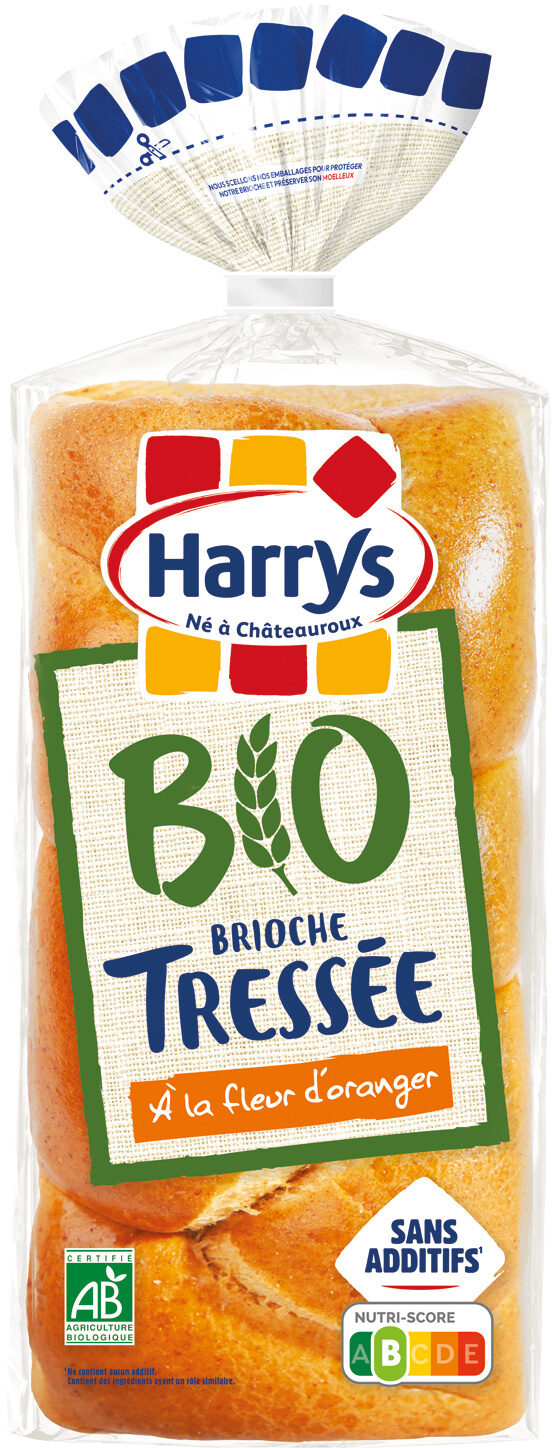 NOUS SCELLONS NOS EMBALLAGES POUR PROTÉGER
NOTRE BRIOCHE ET PRÉSERVER SON MOELLEUX
Harrys
Né à Châteauroux
BIO
BRIOCHE
TRESSÉE
À la fleur d'oranger
SANS
ADDITIFS¹
CERTIFIÉ
AB
AGRICULTURE
BIOLOGIQUE
NUTRI-SCORE
A B C D E
¹Ne contient aucun additif.
Contient des ingrédients ayant un rôle similaire.